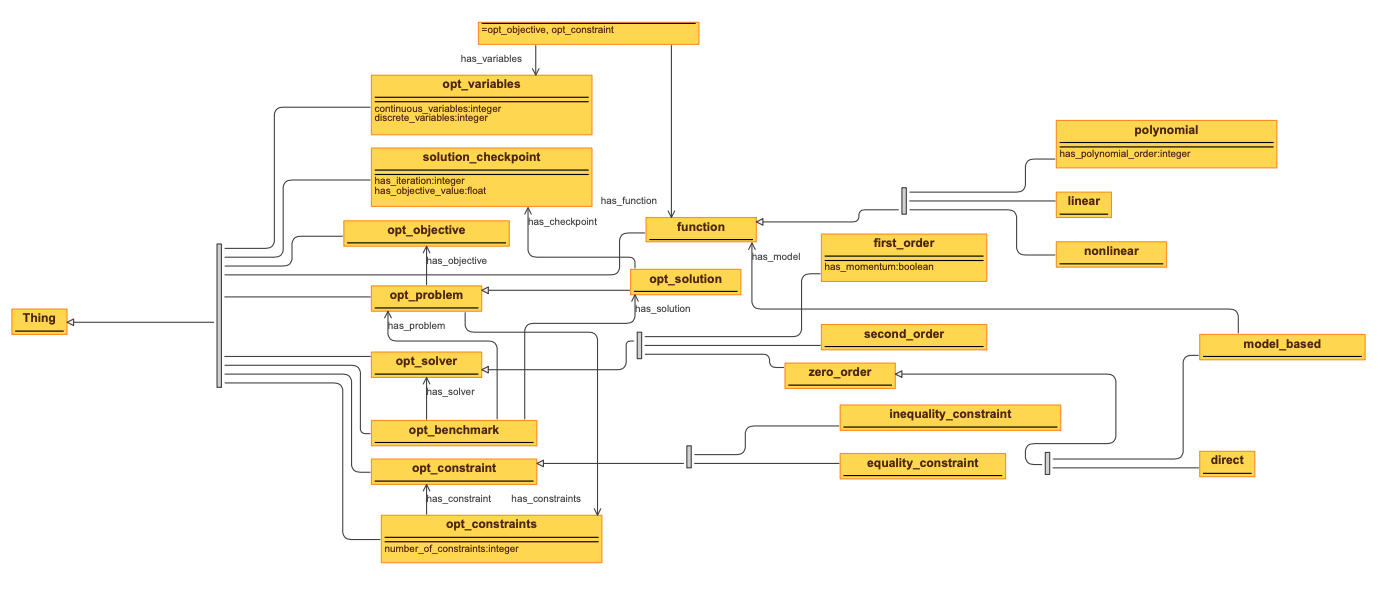 =opt_objective, opt_constraint
has_variables
opt_variables
continuous_variables:integer
discrete_variables:integer
polynomial
has_polynomial_order:integer
solution_checkpoint
has_iteration:integer
has_objective_value:float
has_function
linear
has_checkpoint
opt_objective
function
first_order
has_momentum:boolean
nonlinear
has_objective
has_model
opt_solution
opt_problem
has_solution
Thing
has_problem
second_order
model_based
opt_solver
zero_order
has_solver
inequality_constraint
opt_benchmark
opt_constraint
equality_constraint
direct
has_constraint
has_constraints
opt_constraints
number_of_constraints:integer